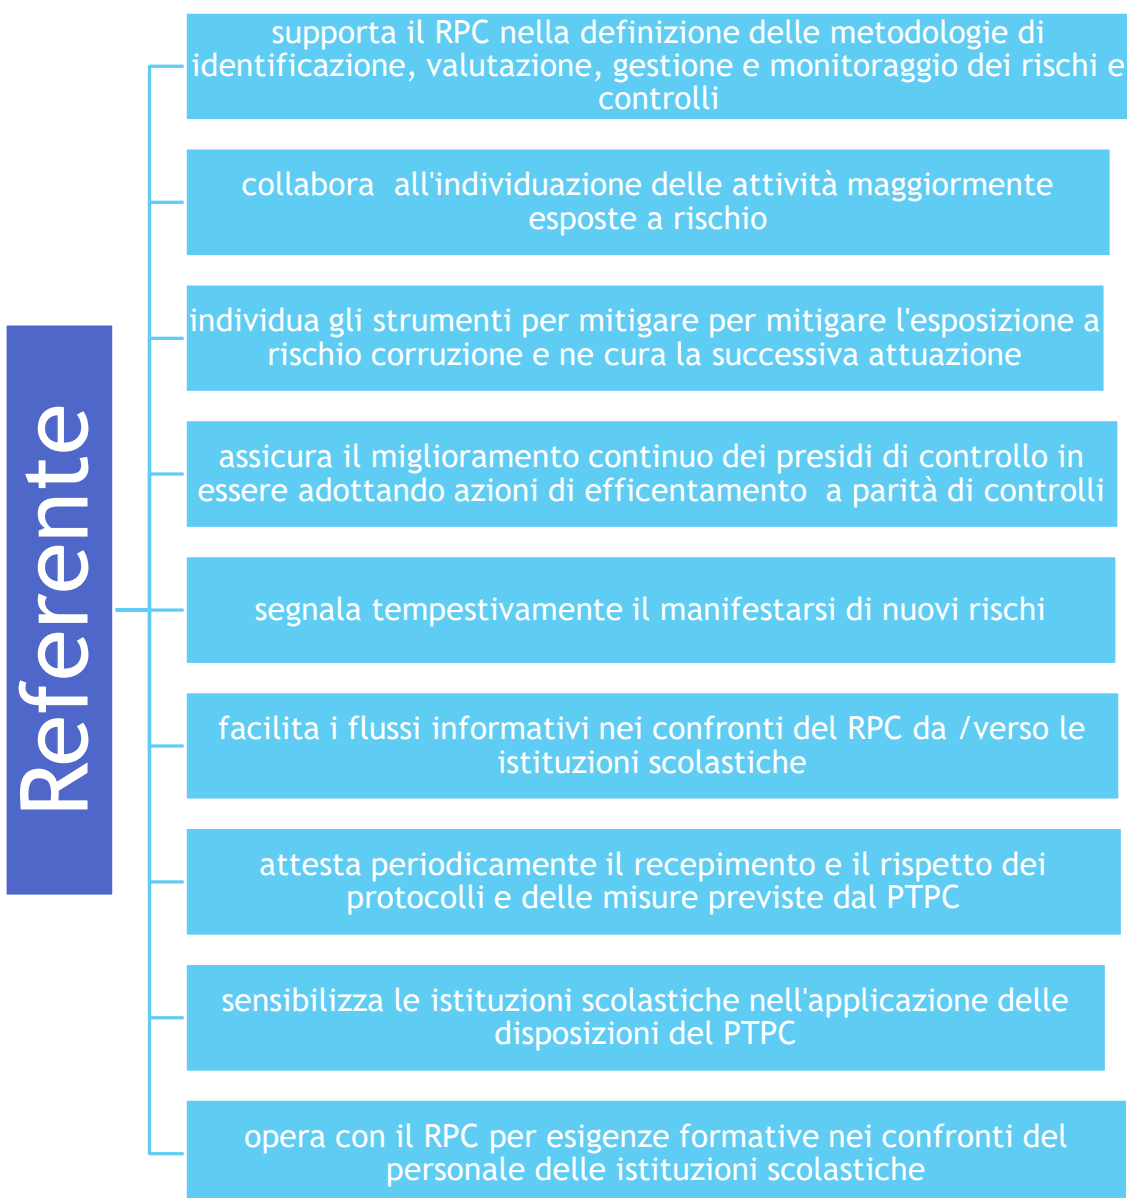 Referente
supporta il RPC nella definizione delle metodologie di
identificazione, valutazione, gestione e monitoraggio dei rischi e
controlli
collabora  all'individuazione delle attività maggiormente
esposte a rischio
individua gli strumenti per mitigare per mitigare l'esposizione a
rischio corruzione e ne cura la successiva attuazione
assicura il miglioramento continuo dei presidi di controllo in
essere adottando azioni di efficentamento  a parità di controlli
segnala tempestivamente il manifestarsi di nuovi rischi
facilita i flussi informativi nei confronti del RPC da /verso le
istituzioni scolastiche
attesta periodicamente il recepimento e il rispetto dei
protocolli e delle misure previste dal PTPC
sensibilizza le istituzioni scolastiche nell'applicazione delle
disposizioni del PTPC
opera con il RPC per esigenze formative nei confronti del
personale delle istituzioni scolastiche